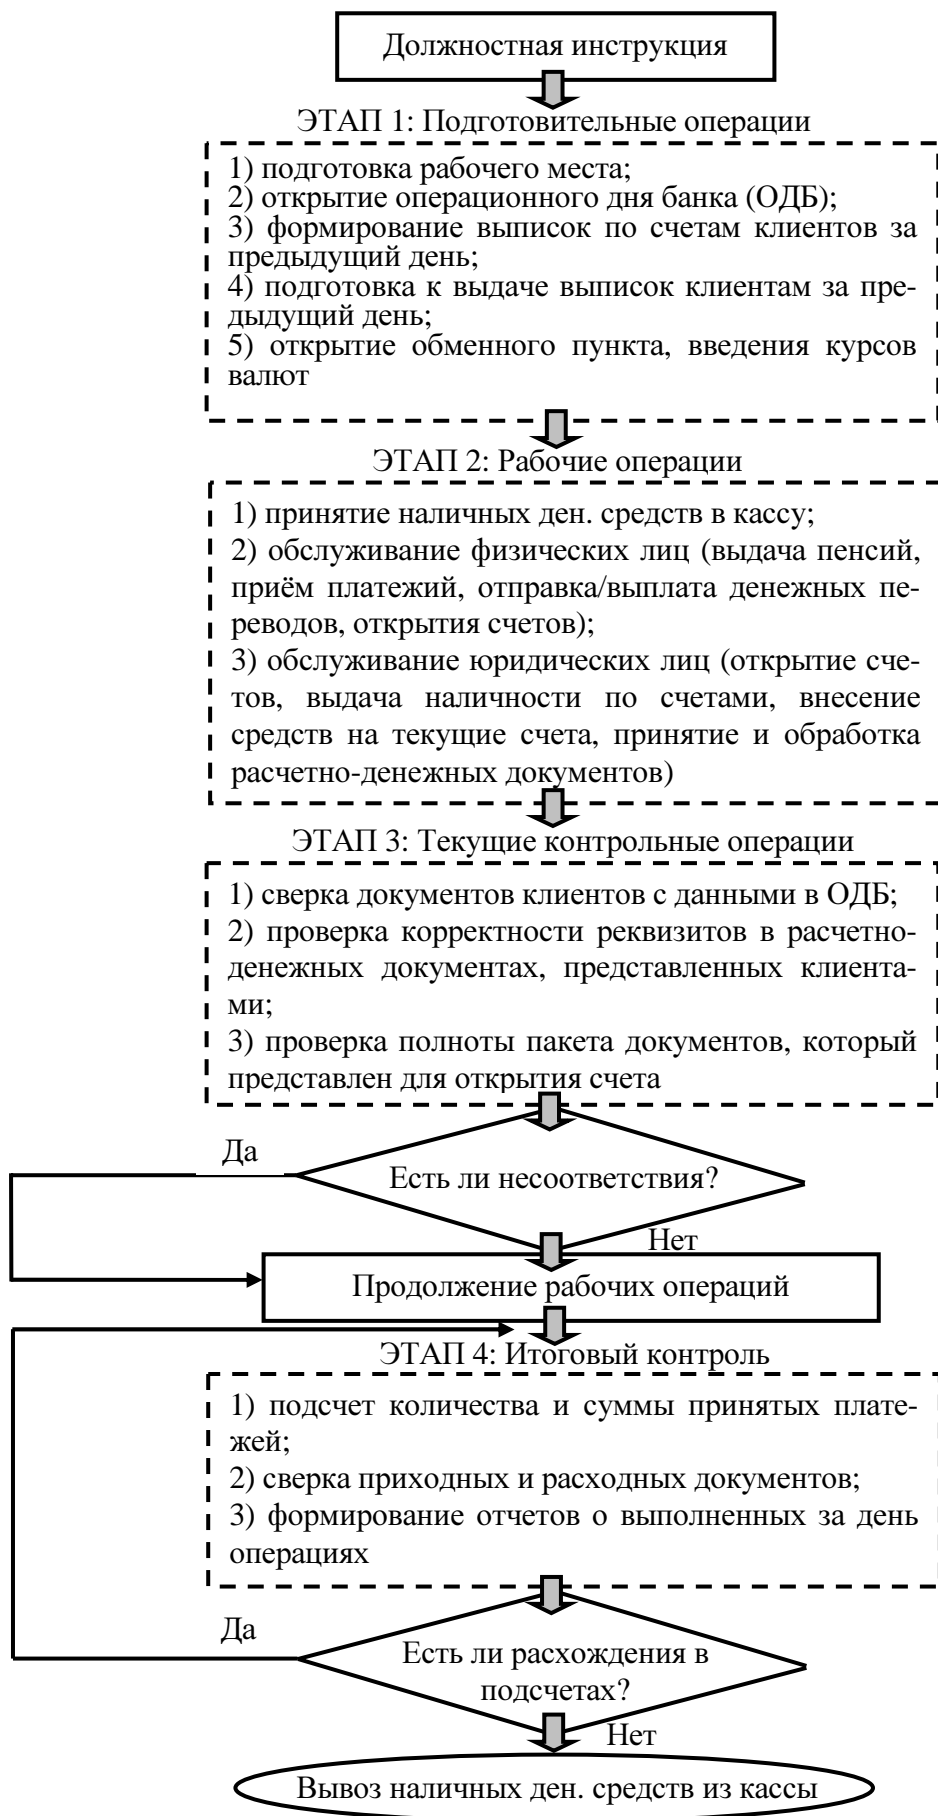 Должностная инструкция
ЭТАП 1: Подготовительные операции
1) подготовка рабочего места;
2) открытие операционного дня банка (ОДБ);
3) формирование выписок по счетам клиентов за
предыдущий день;
4) подготовка к выдаче выписок клиентам за пре-
дыдущий день;
5) открытие обменного пункта, введения курсов
валют
ЭТАП 2: Рабочие операции
1) принятие наличных ден. средств в кассу;
2) обслуживание физических лиц (выдача пенсий,
приём платежий, отправка/выплата денежных пе-
реводов, открытия счетов);
3) обслуживание юридических лиц (открытие сче-
тов, выдача наличности по счетами, внесение
средств на текущие счета, принятие и обработка
расчетно-денежных документов)
ЭТАП 3: Текущие контрольные операции
1) сверка документов клиентов с данными в ОДБ;
2) проверка корректности реквизитов в расчетно-
денежных документах, представленных клиента-
ми;
3) проверка полноты пакета документов, который
представлен для открытия счета
Да
Есть ли несоответствия?
Нет
Продолжение рабочих операций
ЭТАП 4: Итоговый контроль
1) подсчет количества и суммы принятых плате-
жей;
2) сверка приходных и расходных документов;
3) формирование отчетов о выполненных за день
операциях
Да
Есть ли расхождения в
подсчетах?
Нет
Вывоз наличных ден. средств из кассы